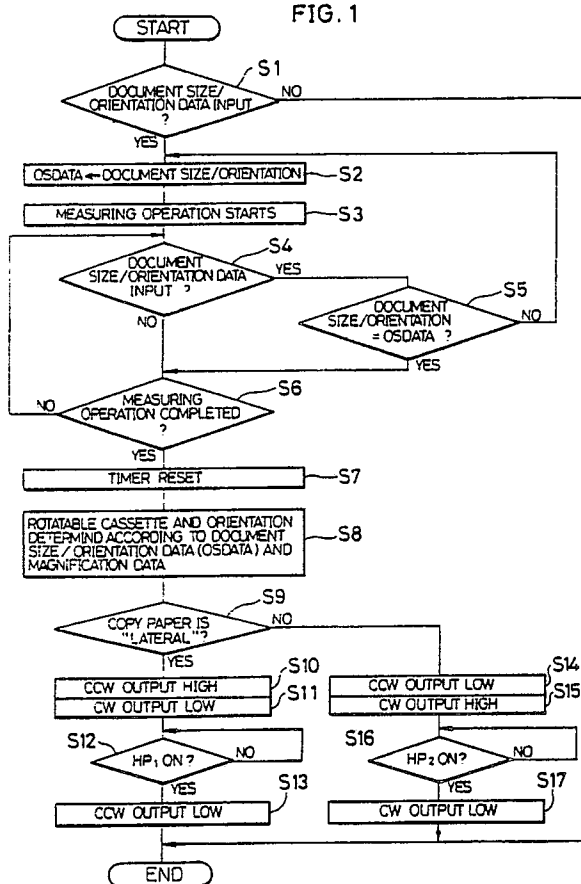 FIG. 1
START
S1
DOCUMENT SIZE/
ORIENTATION DATA INPUT
?
NO
YES
OSDATA ← DOCUMENT SIZE/ORIENTATION
S2
MEASURING OPERATION STARTS
S3
S4
DOCUMENT
SIZE/ORIENTATION DATA
INPUT ?
YES
NO
S5
DOCUMENT
SIZE/ORIENTATION
= OSDATA ?
NO
YES
S6
MEASURING
OPERATION COMPLETED
?
NO
YES
TIMER RESET
S7
ROTATABLE CASSETTE AND ORIENTATION
DETERMIND ACCORDING TO DOCUMENT
SIZE/ORIENTATION DATA (OSDATA) AND
MAGNIFICATION DATA
S8
S9
COPY PAPER IS
"LATERAL"?
NO
YES
S10
CCW OUTPUT HIGH
S11
CW OUTPUT LOW
S12
HP1 ON?
NO
YES
S13
CCW OUTPUT LOW
S14
CCW OUTPUT LOW
S15
CW OUTPUT HIGH
S16
HP2 ON?
NO
YES
S17
CW OUTPUT LOW
END